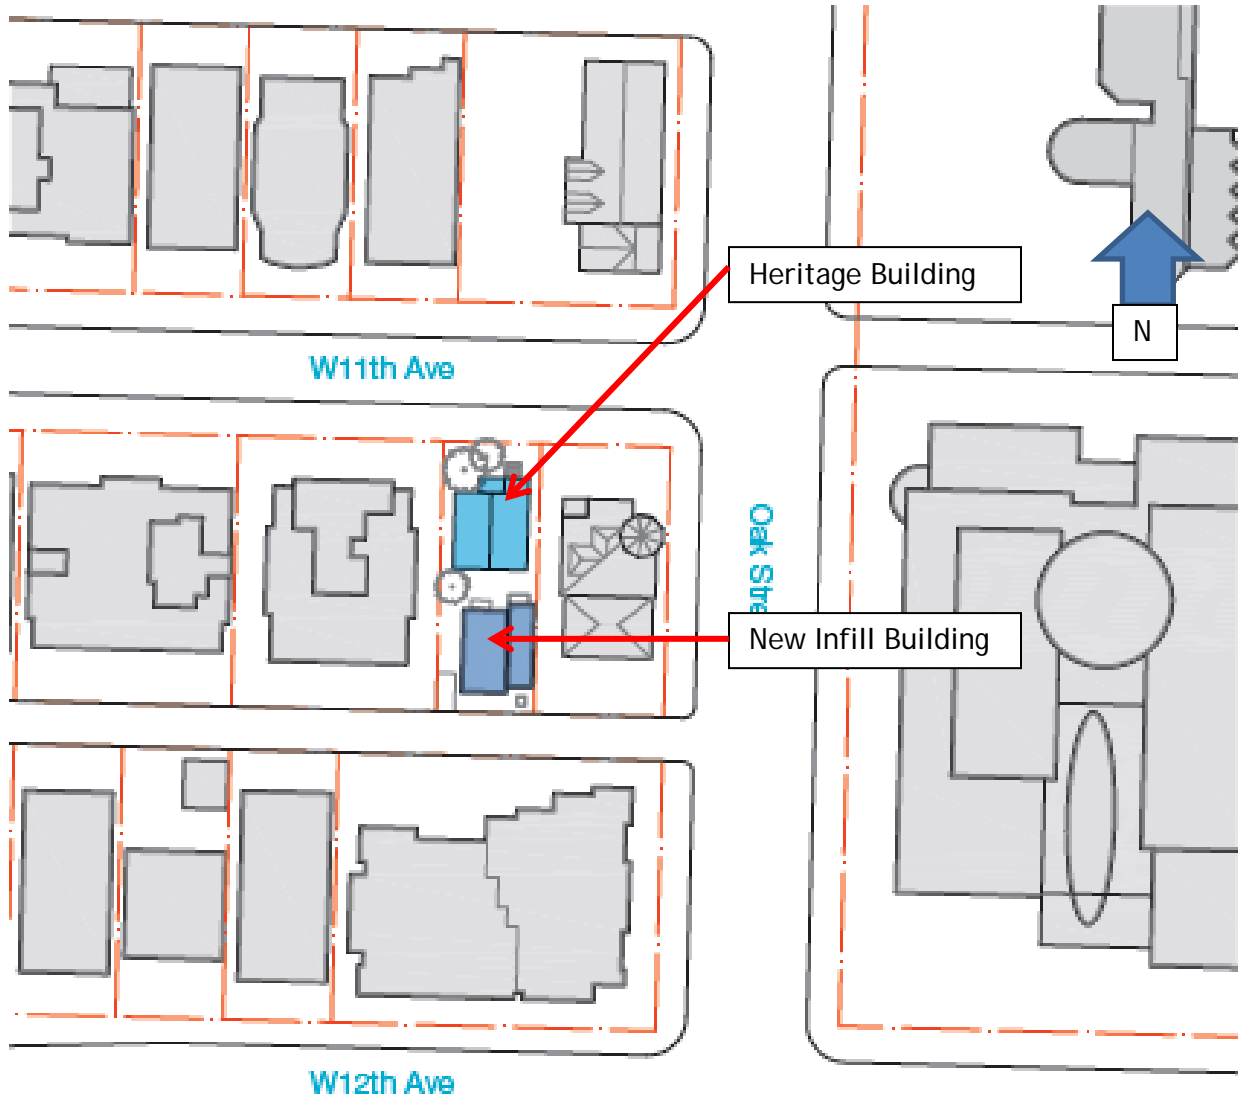 Heritage Building
N
W11th Ave
Oak Stre
New Infill Building
W12th Ave